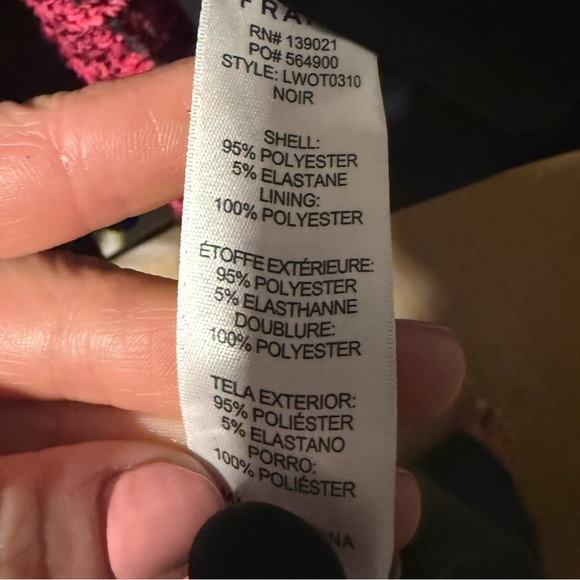 RN# 139021
PO# 564900
STYLE: LWOT0310
NOIR
SHELL:
95% POLYESTER
5% ELASTANE
LINING:
100% POLYESTER
ÉTOFFE EXTÉRIEURE:
95% POLYESTER
5% ELASTHANNE
DOUBLURE:
100% POLYESTER
TELA EXTERIOR:
95% POLIÉSTER
5% ELASTANO
PORRO:
100% POLIÉSTER